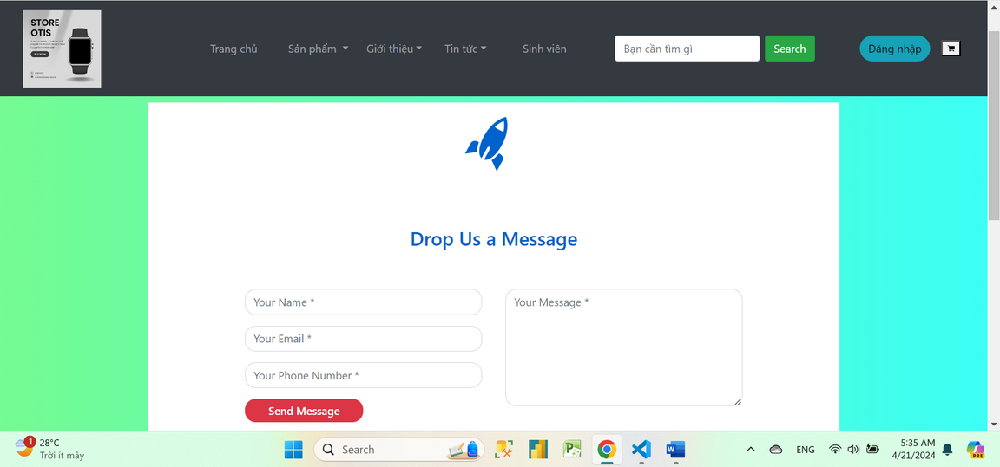 STORE
OTIS
Trang chủ
Sản phẩm
Giới thiệu
Tin tức
Sinh viên
Bạn cần tìm gì
Search
Đăng nhập
Drop Us a Message
Your Name *
Your Message *
Your Email *
Your Phone Number *
Send Message
1
28°C
Trời ít mây
Search
ENG
5:35 AM
4/21/2024
PRE